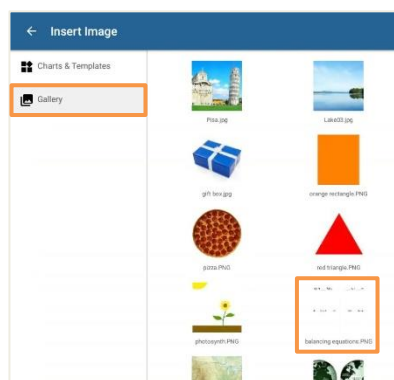 Insert Image
Charts & Templates
Gallery
Pisa.jpg
Lake03.jpg
gift box.jpg
orange rectangle.PNG
pizza.PNG
red triangle.PNG
photosynth.PNG
balancing equations.PNG